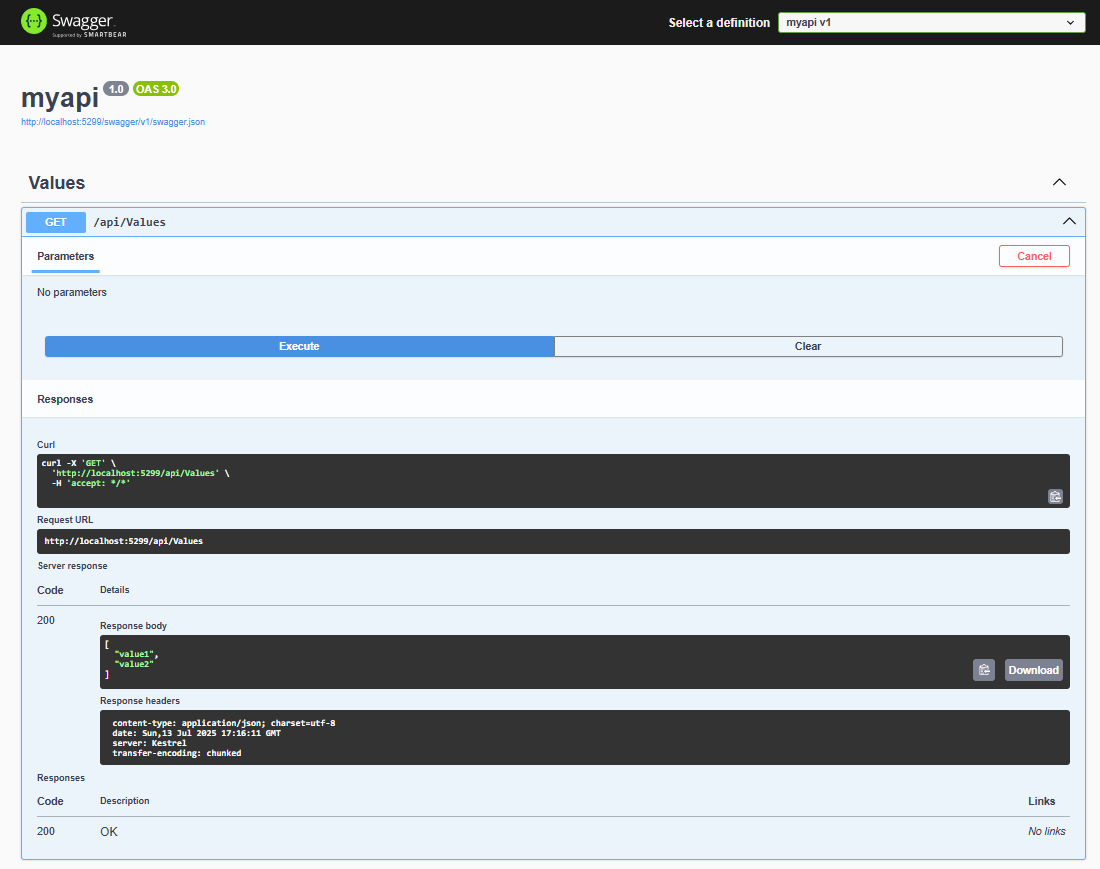 Swagger
Supported by SMARTBEAR
Select a definition
myapi v1
myapi 1.0 OAS 3.0
http://localhost:5299/swagger/v1/swagger.json
Values
GET /api/Values
Parameters
Cancel
No parameters
Execute
Clear
Responses
Curl
curl -X 'GET' \
'http://localhost:5299/api/Values' \
-H 'accept: */*'
Request URL
http://localhost:5299/api/Values
Server response
Code Details
200
Response body
[
"value1",
"value2"
]
Download
Response headers
content-type: application/json; charset=utf-8
date: Sun,13 Jul 2025 17:16:11 GMT
server: Kestrel
transfer-encoding: chunked
Responses
Code Description Links
200 OK No links